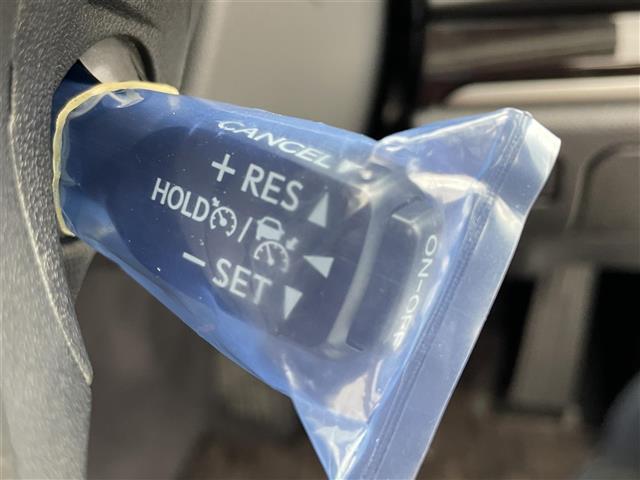 CANCEL
+ RES ▲
HOLD / ◀
− SET ▼
ON-OFF